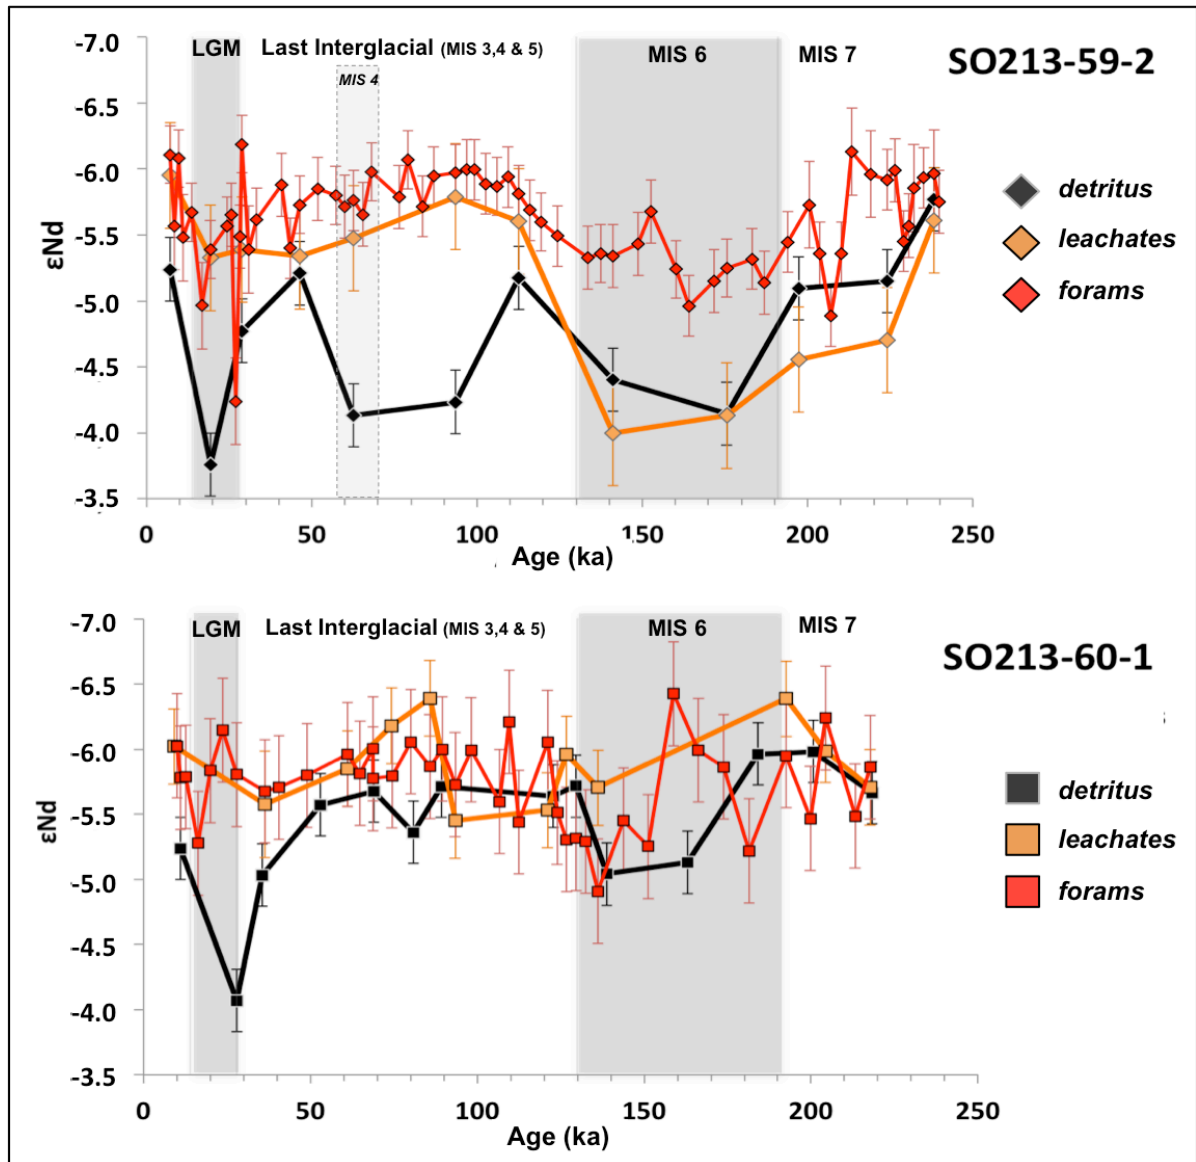 -7.0
LGM Last Interglacial (MIS 3,4 & 5) MIS 6 MIS 7
SO213-59-2
MIS 4
-6.5
-6.0
-5.5
-5.0
-4.5
-4.0
-3.5
εNd
detritus
leachates
forams
0 50 100 150 200 250
Age (ka)
-7.0
LGM Last Interglacial (MIS 3,4 & 5) MIS 6 MIS 7
SO213-60-1
-6.5
-6.0
-5.5
-5.0
-4.5
-4.0
-3.5
εNd
detritus
leachates
forams
0 50 100 150 200 250
Age (ka)